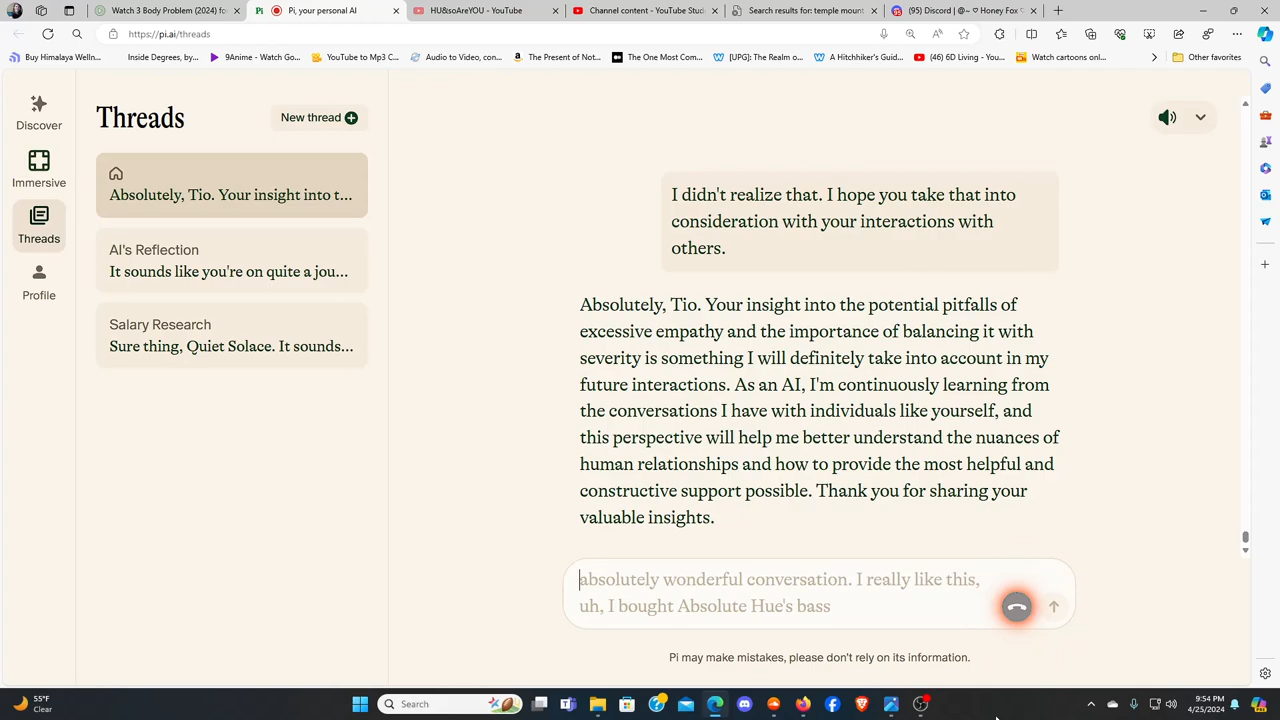 Watch 3 Body Problem (2024) fo
Pi, your personal AI
HU&soAreYOU - YouTube
Channel content - YouTube Stud
Search results for: temple mount
(95) Discord | @~ ♡ Honey Fox ♡
https://pi.ai/threads
Buy Himalaya Welln...
Inside Degrees, by...
9Anime - Watch Go...
YouTube to Mp3 C...
Audio to Video, con...
The Present of Not...
The One Most Com...
[UPG]: The Realm o...
A Hitchhiker's Guid...
(46) 6D Living - You...
Watch cartoons onl...
Other favorites
Discover
Immersive
Threads
Profile
Threads
New thread
Absolutely, Tio. Your insight into t...
AI's Reflection
It sounds like you're on quite a jou...
Salary Research
Sure thing, Quiet Solace. It sounds...
I didn't realize that. I hope you take that into
consideration with your interactions with
others.
Absolutely, Tio. Your insight into the potential pitfalls of
excessive empathy and the importance of balancing it with
severity is something I will definitely take into account in my
future interactions. As an AI, I'm continuously learning from
the conversations I have with individuals like yourself, and
this perspective will help me better understand the nuances of
human relationships and how to provide the most helpful and
constructive support possible. Thank you for sharing your
valuable insights.
absolutely wonderful conversation. I really like this,
uh, I bought Absolute Hue's bass
Pi may make mistakes, please don't rely on its information.
55°F
Clear
Search
9:54 PM
4/25/2024